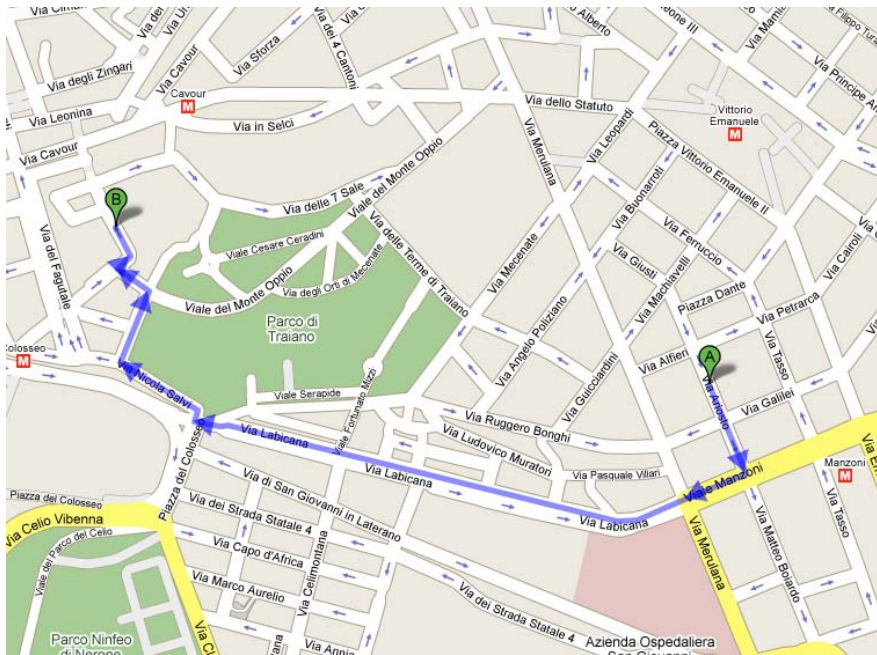 Via dei 4 Cantoni
Via Sforza
Via Cavour
Via degli Zingari
Cavour
M
Via Leonina
Via in Selci
Via Cavour
Via dello Statuto
Via Merulana
Via Leopardi
Vittorio
Emanuele
M
Via Principe
Via Filippo Tura
Piazza Vittorio Emanuele II
B
Via delle 7 Sale
Viale del Monte Oppio
Via Buonarroti
Via Ferruccio
Via Cairoli
Via del Fagutale
Viale Cesare Ceradini
Via delle Terme di Traiano
Via Mecenate
Via Giusti
Via Machiavelli
Piazza Dante
Via Petrarca
Viale del Monte Oppio
Via degli Orti di Mecenate
Parco di
Traiano
Via Angelo Poliziano
Via Guicciardini
Via Alfieri
A
Via Tasso
Colosseo
M
Via Nicola Salvi
Viale Serapide
Viale Fortunato Mizzi
Via Ariosto
Via Galilei
Via Ruggero Bonghi
Via Labicana
Via Ludovico Muratori
Via Labicana
Via Pasquale Villari
Viale Manzoni
Manzoni
M
Piazza del Colosseo
Piazza del Colosseo
Via di San Giovanni in Laterano
Via Labicana
Via Celio Vibenna
Via dei Strada Statale 4
Viale del Parco del Celio
Via Capo d'Africa
Via Celimontana
Via Merulana
Via Matteo Boiardo
Via Tasso
Via Marco Aurelio
Via dei Strada Statale 4
Parco Ninfeo
di Nerone
Via Annia
Azienda Ospedaliera
San Giovanni